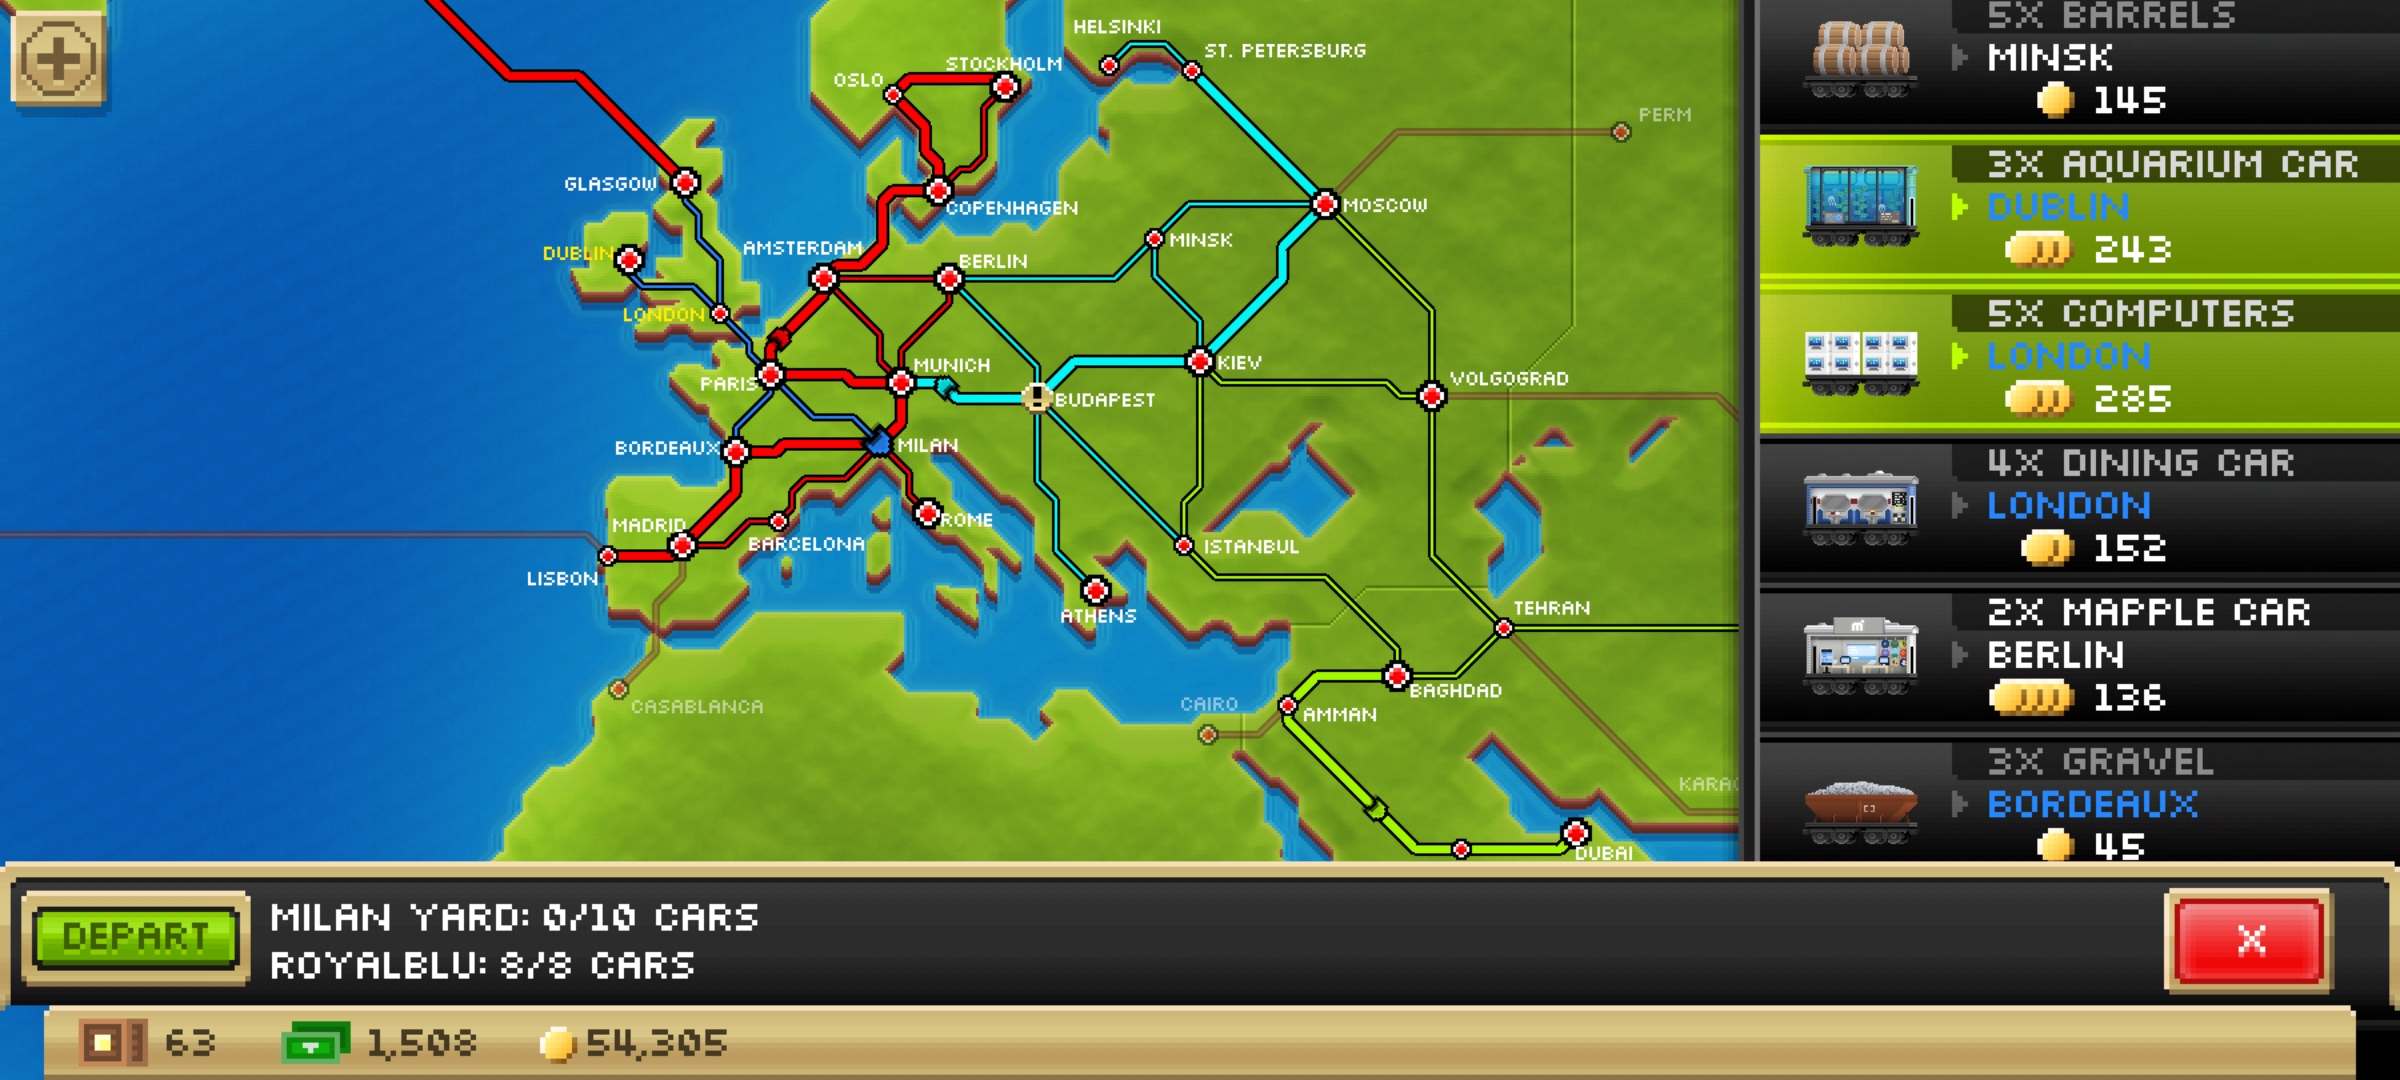 HELSINKI
ST. PETERSBURG
STOCKHOLM
OSLO
PERM
GLASGOW
COPENHAGEN
MOSCOW
DUBLIN
AMSTERDAM
BERLIN
MINSK
LONDON
PARIS
MUNICH
KIEV
VOLGOGRAD
BUDAPEST
BORDEAUX
MILAN
MADRID
ROME
BARCELONA
ISTANBUL
LISBON
ATHENS
TEHRAN
CASABLANCA
CAIRO
BAGHDAD
AMMAN
KARAC
DUBAI
5X BARRELS
MINSK
145
3X AQUARIUM CAR
DUBLIN
243
5X COMPUTERS
LONDON
285
4X DINING CAR
LONDON
152
2X MAPPLE CAR
BERLIN
136
3X GRAVEL
BORDEAUX
45
DEPART
MILAN YARD: 0/10 CARS
ROYALBLU: 8/8 CARS
X
63
1,508
54,305